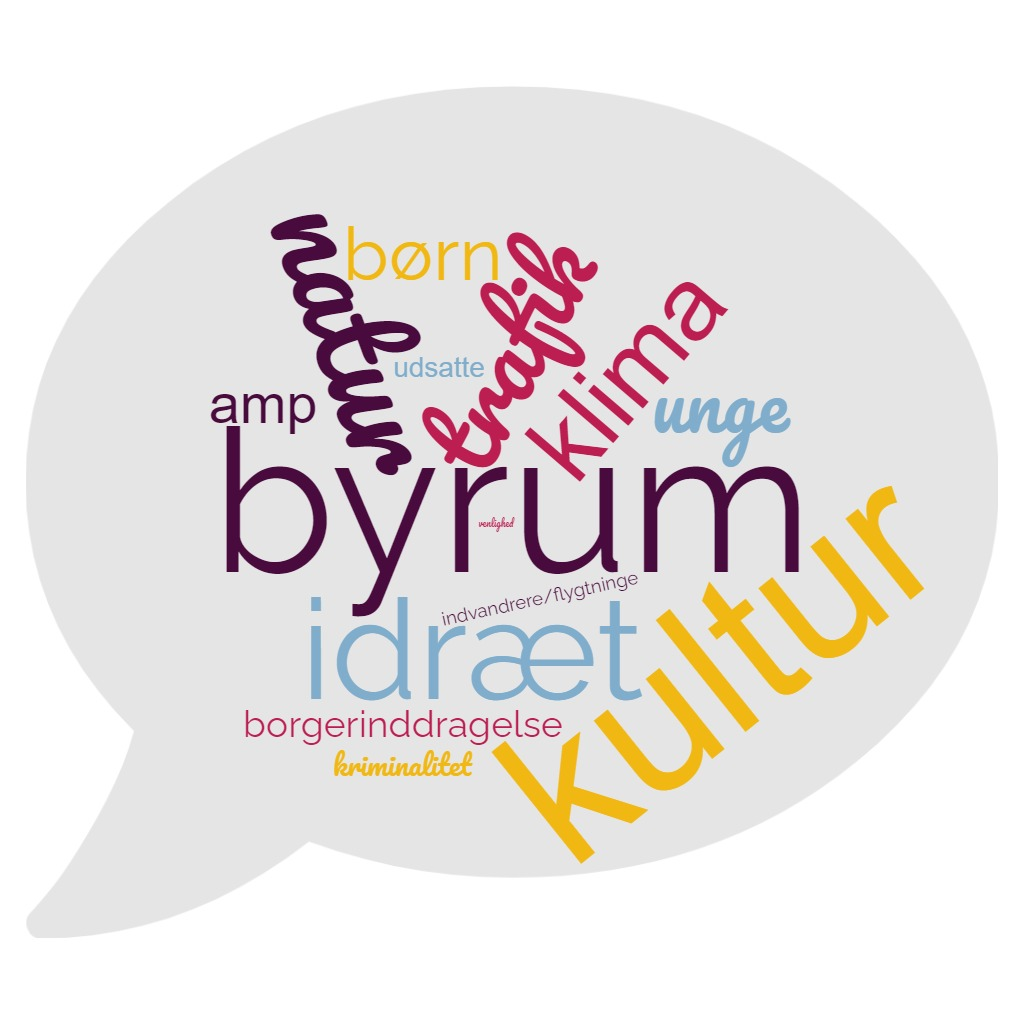 natur
børn
trafik
klima
udsatte
amp
unge
byrum
venlighed
indvandrere/flygtninge
idræt
kultur
borgerinddragelse
kriminalitet